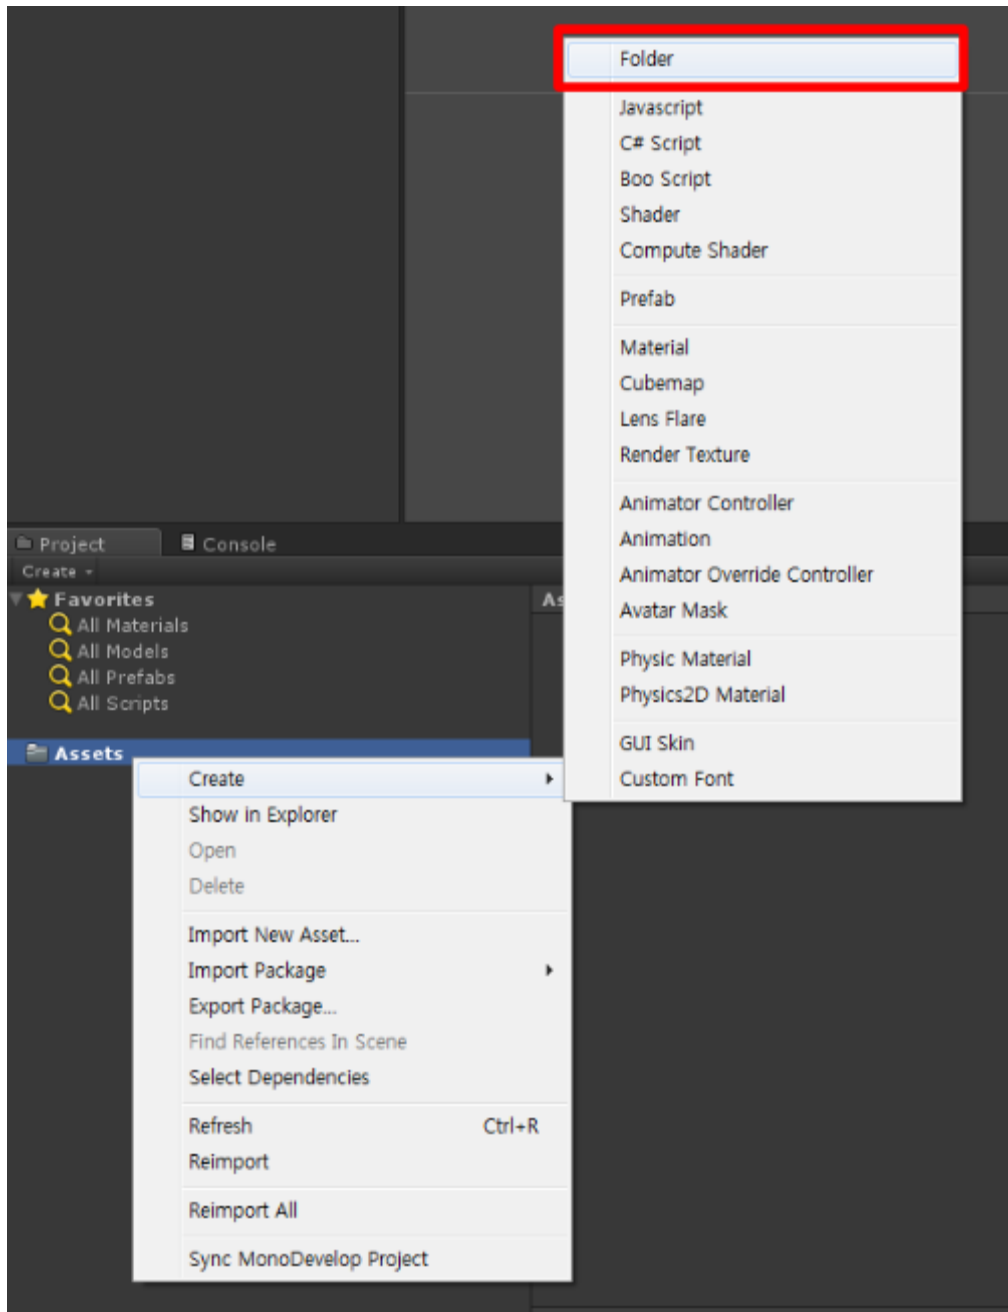 Folder
Javascript
C# Script
Boo Script
Shader
Compute Shader
Prefab
Material
Cubemap
Lens Flare
Render Texture
Animator Controller
Animation
Animator Override Controller
Avatar Mask
Physic Material
Physics2D Material
GUI Skin
Custom Font
Project
Console
Create
Favorites
All Materials
All Models
All Prefabs
All Scripts
Assets
Create
Show in Explorer
Open
Delete
Import New Asset...
Import Package
Export Package...
Find References In Scene
Select Dependencies
Refresh Ctrl+R
Reimport
Reimport All
Sync MonoDevelop Project